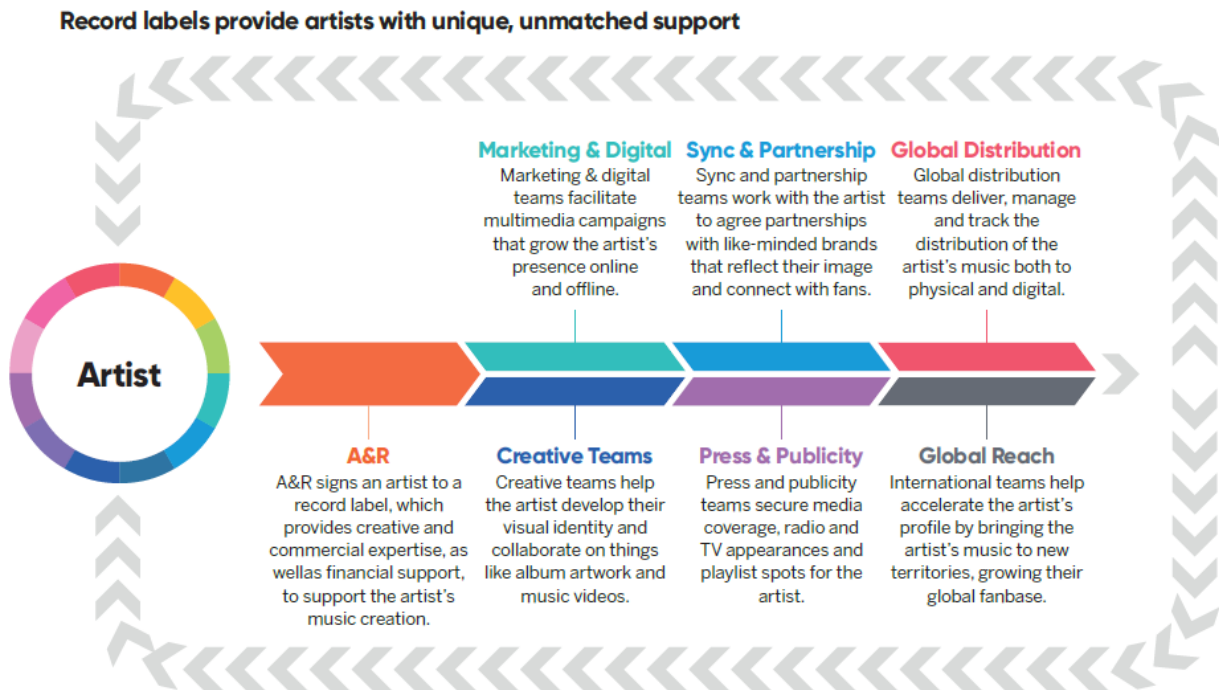 Record labels provide artists with unique, unmatched support
Marketing & Digital
Marketing & digital
teams facilitate
multimedia campaigns
that grow the artist's
presence online
and offline.
Sync & Partnership
Sync and partnership
teams work with the artist
to agree partnerships
with like-minded brands
that reflect their image
and connect with fans.
Global Distribution
Global distribution
teams deliver, manage
and track the
distribution of the
artist's music both to
physical and digital.
Artist
A&R
A&R signs an artist to a
record label, which
provides creative and
commercial expertise, as
wellas financial support,
to support the artist's
music creation.
Creative Teams
Creative teams help
the artist develop their
visual identity and
collaborate on things
like album artwork and
music videos.
Press & Publicity
Press and publicity
teams secure media
coverage, radio and
TV appearances and
playlist spots for the
artist.
Global Reach
International teams help
accelerate the artist's
profile by bringing the
artist's music to new
territories, growing their
global fanbase.